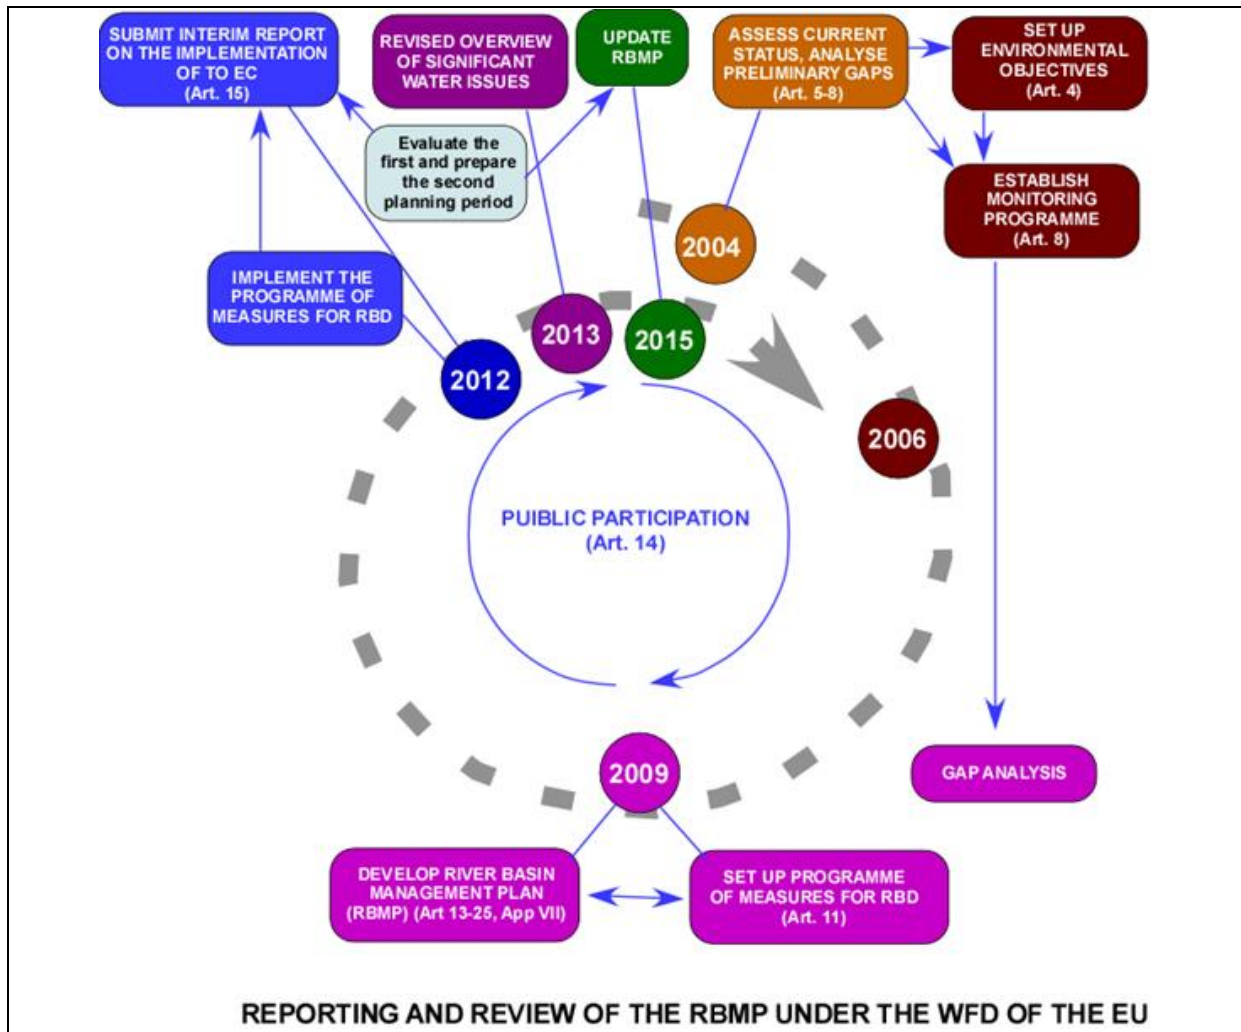 SUBMIT INTERIM REPORT
ON THE IMPLEMENTATION
OF TO EC
(Art. 15)
REVISED OVERVIEW
OF SIGNIFICANT
WATER ISSUES
UPDATE
RBMP
ASSESS CURRENT
STATUS, ANALYSE
PRELIMINARY GAPS
(Art. 5-8)
SET UP
ENVIRONMENTAL
OBJECTIVES
(Art. 4)
Evaluate the
first and prepare
the second
planning period
ESTABLISH
MONITORING
PROGRAMME
(Art. 8)
IMPLEMENT THE
PROGRAMME OF
MEASURES FOR RBD
2004
2013
2015
2012
2006
PUIBLIC PARTICIPATION
(Art. 14)
2009
GAP ANALYSIS
DEVELOP RIVER BASIN
MANAGEMENT PLAN
(RBMP) (Art 13-25, App VII)
SET UP PROGRAMME
OF MEASURES FOR RBD
(Art. 11)
REPORTING AND REVIEW OF THE RBMP UNDER THE WFD OF THE EU